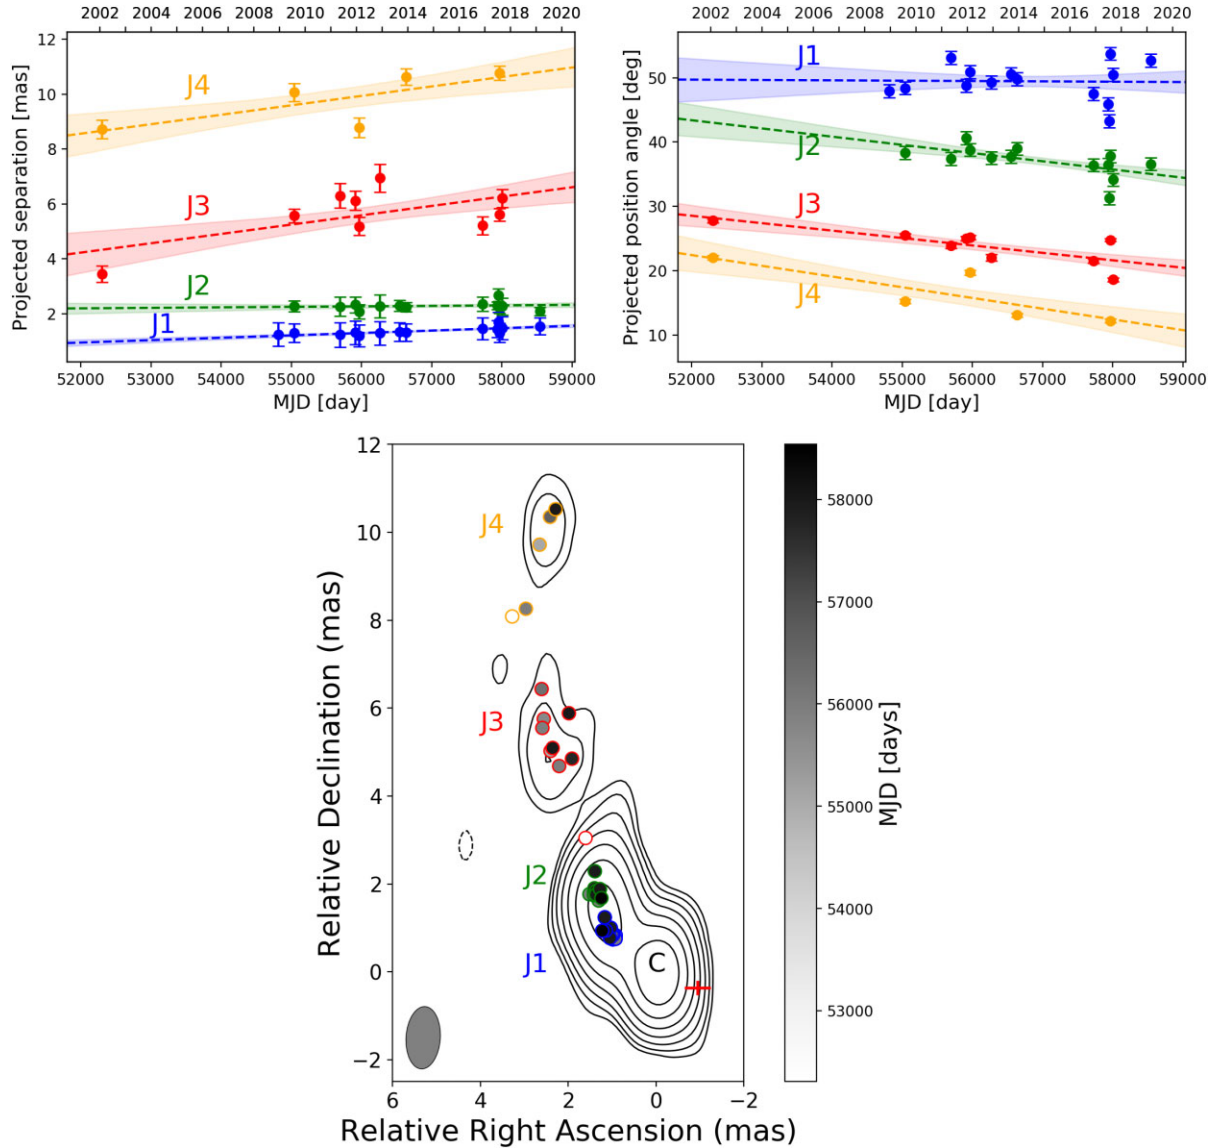 2002 2004 2006 2008 2010 2012 2014 2016 2018 2020
12
10
8
6
4
2
Projected separation [mas]
J4
J3
J2
J1
52000 53000 54000 55000 56000 57000 58000 59000
MJD [day]
2002 2004 2006 2008 2010 2012 2014 2016 2018 2020
50
40
30
20
10
Projected position angle [deg]
J1
J2
J3
J4
52000 53000 54000 55000 56000 57000 58000 59000
MJD [day]
12
10
8
6
4
2
0
−2
Relative Declination (mas)
J4
J3
J2
J1
C
6 4 2 0 −2
Relative Right Ascension (mas)
58000
57000
56000
55000
54000
53000
MJD [days]